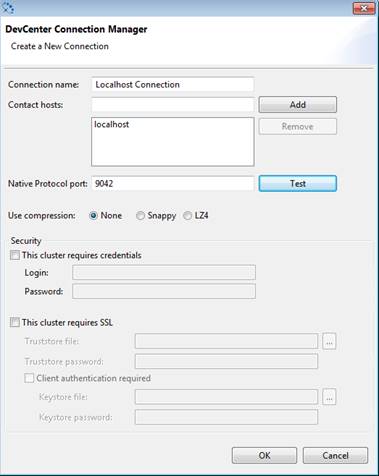 DevCenter Connection Manager
Create a New Connection
Connection name: Localhost Connection
Contact hosts: Add
localhost
Remove
Native Protocol port: 9042 Test
Use compression: None Snappy LZ4
Security
This cluster requires credentials
Login:
Password:
This cluster requires SSL
Truststore file: ...
Truststore password:
Client authentication required
Keystore file: ...
Keystore password:
OK Cancel